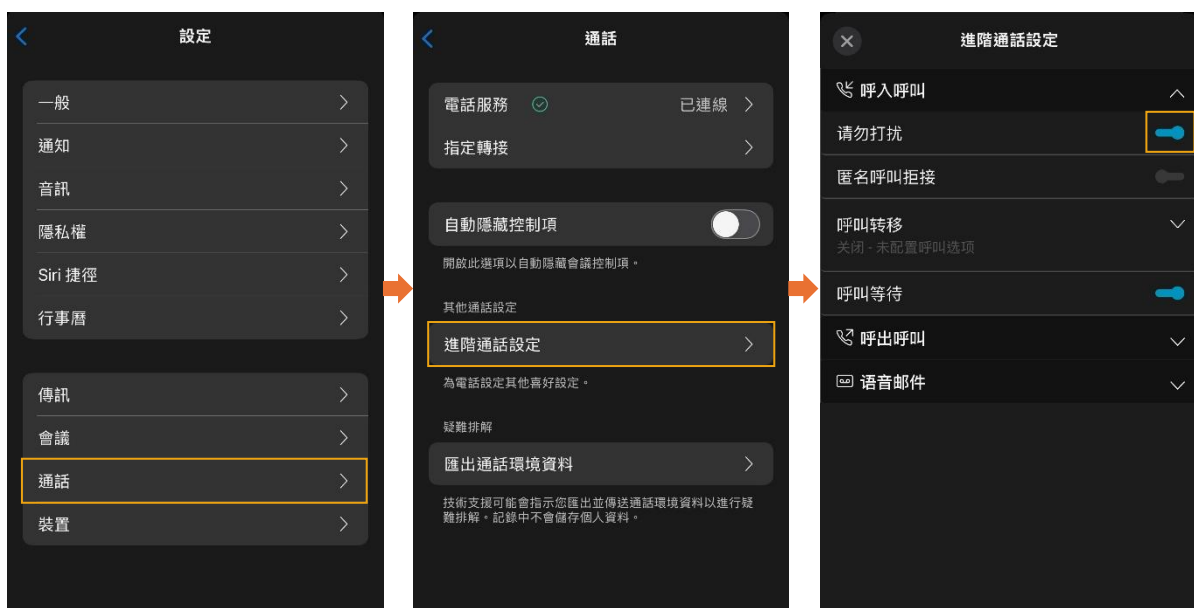 設定
一般
通知
音訊
隱私權
Siri 捷徑
行事曆
傳訊
會議
通話
裝置
通話
電話服務 已連線
指定轉接
自動隱藏控制項
開啟此選項以自動隱藏會議控制項。
其他通話設定
進階通話設定
為電話設定其他喜好設定。
疑難排解
匯出通話環境資料
技術支援可能會指示您匯出並傳送通話環境資料以進行疑
難排解。記錄中不會儲存個人資料。
進階通話設定
呼入呼叫
请勿打扰
匿名呼叫拒接
呼叫转移
关闭 - 未配置呼叫选项
呼叫等待
呼出呼叫
语音邮件